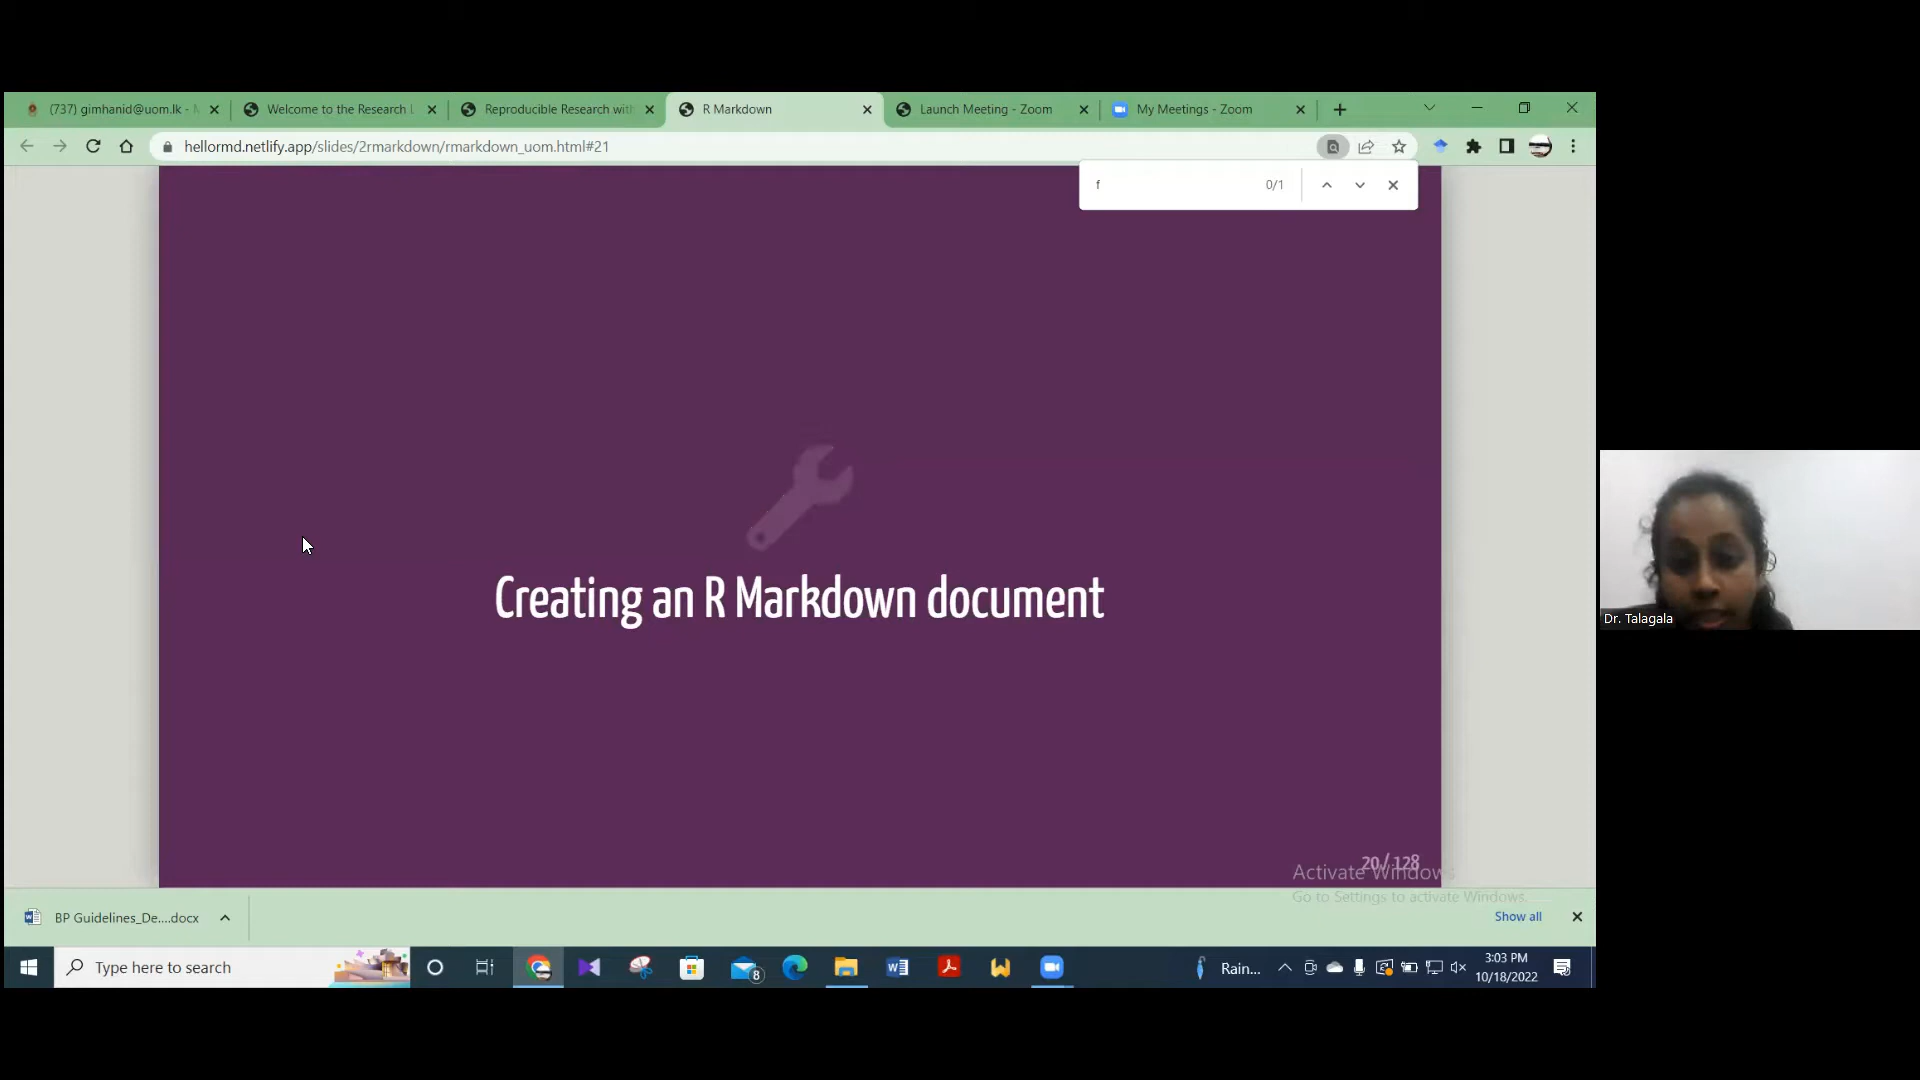 (737) gimhanid@uom.lk -
Welcome to the Research
Reproducible Research with
R Markdown
Launch Meeting - Zoom
My Meetings - Zoom
hellormd.netlify.app/slides/2rmarkdown/rmarkdown_uom.html#21
f
0/1
Creating an R Markdown document
20 / 128
Activate Windows
Go to Settings to activate Windows.
Dr. Talagala
BP Guidelines_De....docx
Show all
Type here to search
8
Rain...
3:03 PM
10/18/2022